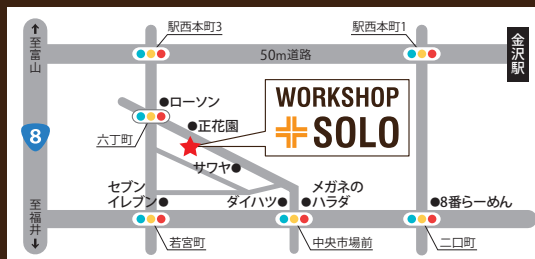 駅西本町3
駅西本町1
↑至富山
50m道路
金沢駅
ローソン
正花園
WORKSHOP
SOLO
六丁町
8
サワヤ
セブン
イレブン
ダイハツ
メガネの
ハラダ
8番らーめん
至福井↓
若宮町
中央市場前
二口町